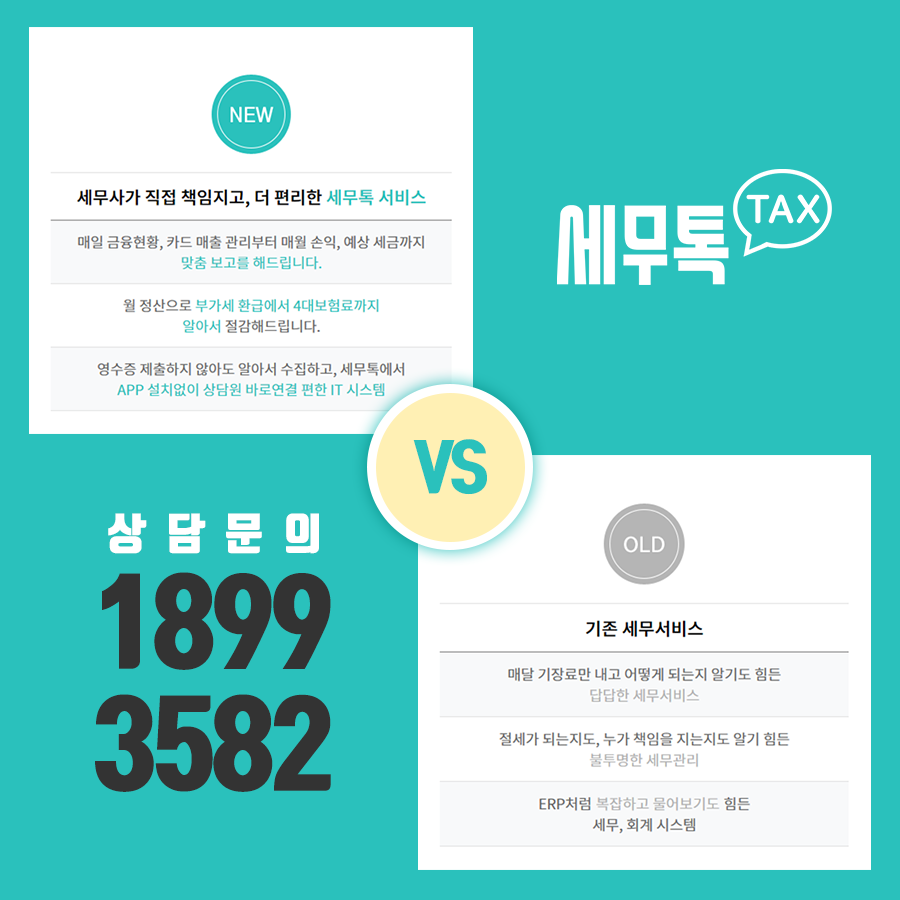 NEW
세무사가 직접 책임지고, 더 편리한 세무톡 서비스
매일 금융현황, 카드 매출 관리부터 매월 손익, 예상 세금까지
맞춤 보고를 해드립니다.
월 정산으로 부가세 환급에서 4대보험료까지
알아서 절감해드립니다.
영수증 제출하지 않아도 알아서 수집하고, 세무톡에서
APP 설치없이 상담원 바로연결 편한 IT 시스템
세무톡 TAX
VS
상담문의
1899
3582
OLD
기존 세무서비스
매달 기장료만 내고 어떻게 되는지 알기도 힘든
답답한 세무서비스
절세가 되는지도, 누가 책임을 지는지도 알기 힘든
불투명한 세무관리
ERP처럼 복잡하고 물어보기도 힘든
세무, 회계 시스템